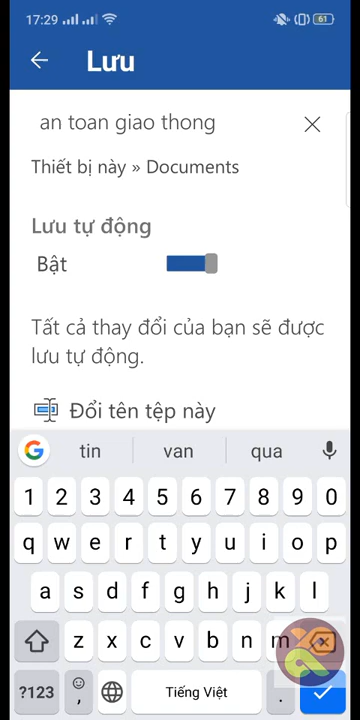 17:29
61
Lưu
an toan giao thong
Thiết bị này » Documents
Lưu tự động
Bật
Tất cả thay đổi của bạn sẽ được
lưu tự động.
Đổi tên tệp này
tin van qua
1 2 3 4 5 6 7 8 9 0
q w e r t y u i o p
a s d f g h j k l
z x c v b n m
?123 , Tiếng Việt .